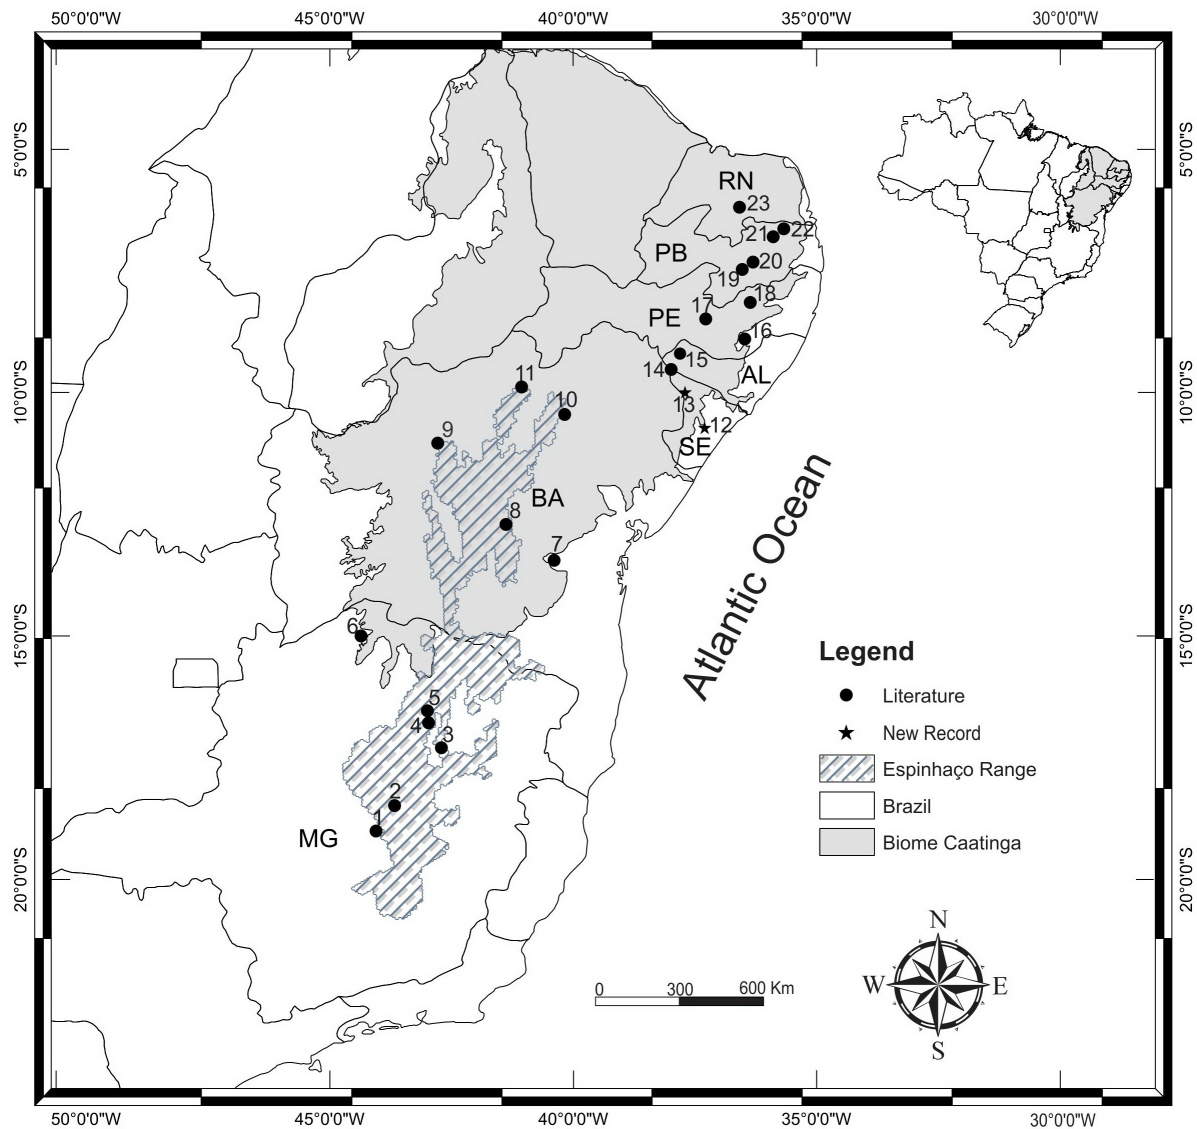 50°0'0"W 45°0'0"W 40°0'0"W 35°0'0"W 30°0'0"W
5°0'0"S
10°0'0"S
15°0'0"S
20°0'0"S
5°0'0"S
10°0'0"S
15°0'0"S
20°0'0"S
RN
23
22
21
PB
20
19
18
17
PE
16
15
14
AL
11
13
10
12
9
SE
BA
8
7
6
5
4
3
2
1
MG
Atlantic Ocean
Legend
Literature
New Record
Espinhaço Range
Brazil
Biome Caatinga
N
W E
S
0 300 600 Km
50°0'0"W 45°0'0"W 40°0'0"W 35°0'0"W 30°0'0"W